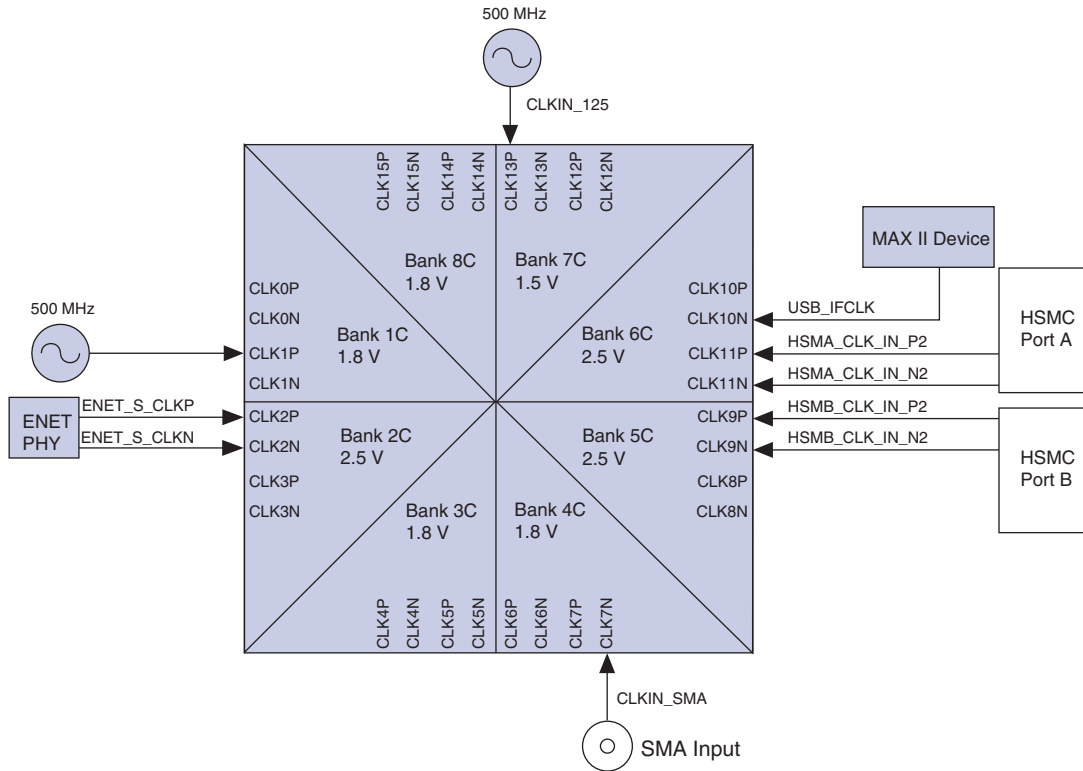 500 MHz
CLKIN_125
CLK15P
CLK15N
CLK14P
CLK14N
CLK13P
CLK13N
CLK12P
CLK12N
MAX II Device
Bank 8C
1.8 V
Bank 7C
1.5 V
CLK0P
CLK0N
CLK1P
CLK1N
Bank 1C
1.8 V
Bank 6C
2.5 V
CLK10P
CLK10N
CLK11P
CLK11N
USB_IFCLK
HSMA_CLK_IN_P2
HSMA_CLK_IN_N2
HSMC
Port A
500 MHz
ENET
PHY
ENET_S_CLKP
ENET_S_CLKN
CLK2P
CLK2N
CLK3P
CLK3N
Bank 2C
2.5 V
Bank 5C
2.5 V
CLK9P
CLK9N
CLK8P
CLK8N
HSMB_CLK_IN_P2
HSMB_CLK_IN_N2
HSMC
Port B
Bank 3C
1.8 V
Bank 4C
1.8 V
CLK4P
CLK4N
CLK5P
CLK5N
CLK6P
CLK6N
CLK7P
CLK7N
CLKIN_SMA
SMA Input